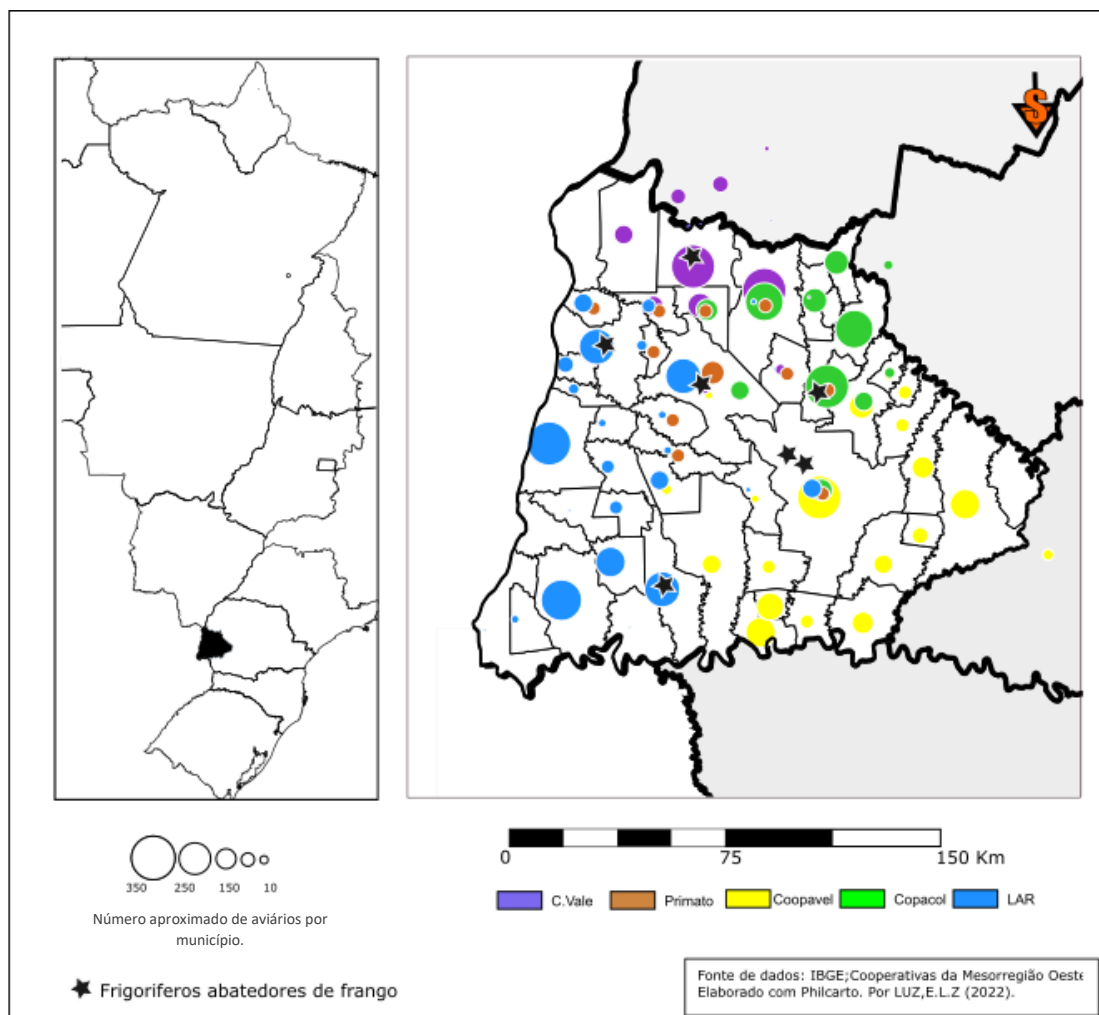 S
0 75 150 Km
350 250 150 10
C.Vale Primato Coopavel Copacol LAR
Número aproximado de aviários por
município.
Frigoriferos abatedores de frango
Fonte de dados: IBGE;Cooperativas da Mesorregião Oeste
Elaborado com Philcarto. Por LUZ,E.L.Z (2022).